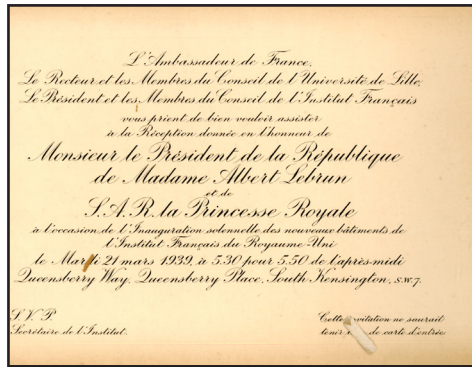 L'Ambassadeur de France,
Le Recteur et les Membres du Conseil de l'Université de Lille,
Le Président et les Membres du Conseil de l'Institut Français
vous prient de bien vouloir assister
à la Réception donnée en l'honneur de
Monsieur le Président de la République
de Madame Albert Lebrun
et de
S.A.R. la Princesse Royale
à l'occasion de l'Inauguration solennelle des nouveaux bâtiments de
l'Institut Français du Royaume Uni
le Mardi 21 mars 1939, à 5.30 pour 5.50 de l'après-midi
Queensberry Way, Queensberry Place, South Kensington, S.W.7.
S.V.P.
Secrétaire de l'Institut.
Cette invitation ne saurait
tenir de carte d'entrée